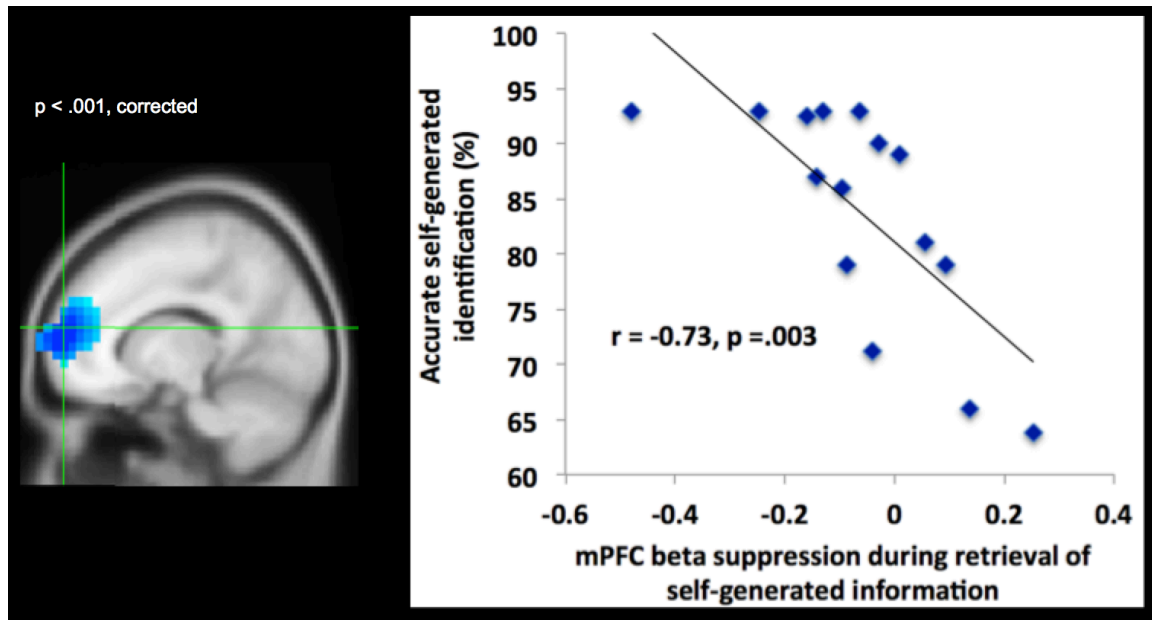 p < .001, corrected
Accurate self-generated
identification (%)
100
95
90
85
80
75
70
65
60
r = -0.73, p =.003
-0.6
-0.4
-0.2
0
0.2
0.4
mPFC beta suppression during retrieval of
self-generated information